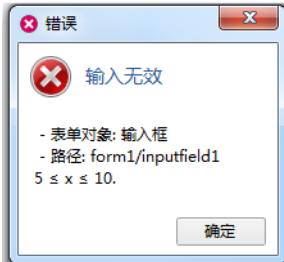 错误
输入无效
- 表单对象: 输入框
- 路径: form1/inputfield1
5 ≤ x ≤ 10.
确定